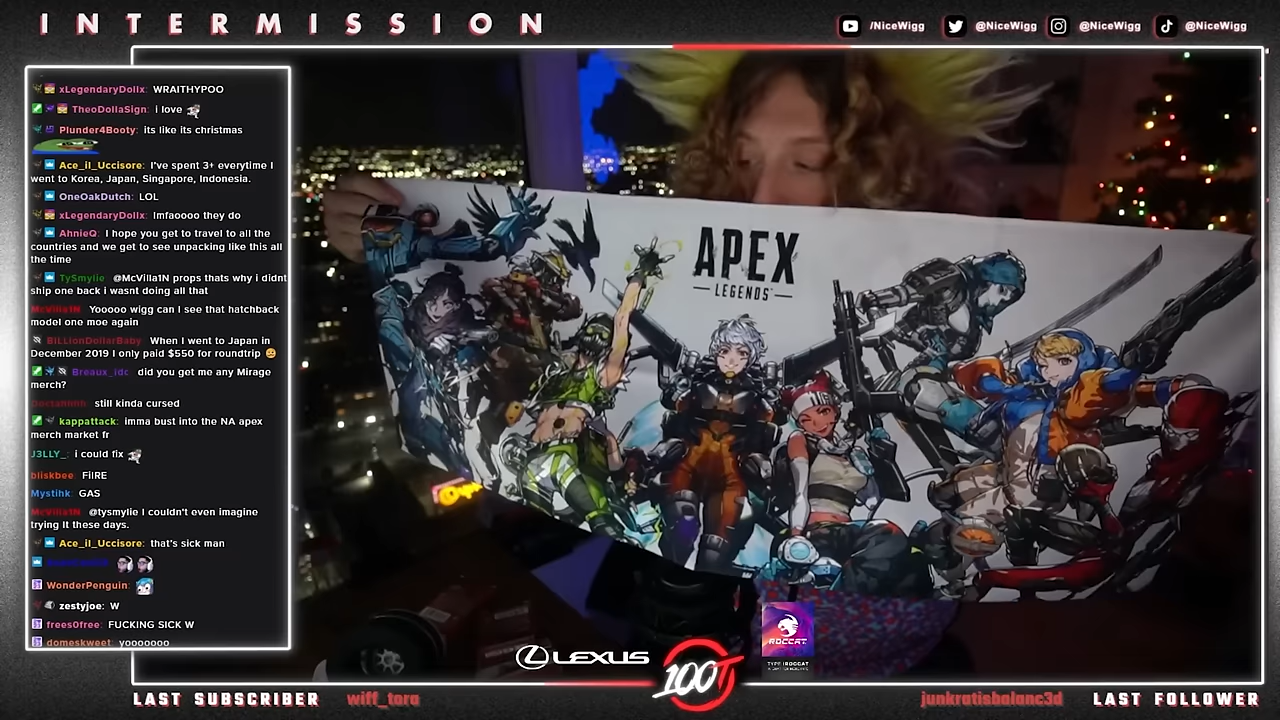 INTERMISSION
/NiceWigg
@NiceWigg
@NiceWigg
@NiceWigg
xLegendaryDollx: WRAITHYPOO
TheoDollaSign: i love
Plunder4Booty: its like its christmas
Ace_il_Uccisore: I've spent 3+ everytime I
went to Korea, Japan, Singapore, Indonesia.
OneOakDutch: LOL
xLegendaryDollx: lmfaoooo they do
AhnieQ: I hope you get to travel to all the
countries and we get to see unpacking like this all
the time
TySmylie @McVilla1N props thats why i didnt
ship one back i wasnt doing all that
McVilla1N: Yooooo wigg can I see that hatchback
model one moe again
BiLLionDollarBaby: When I went to Japan in
December 2019 I only paid $550 for roundtrip
Breaux_idc: did you get me any Mirage
merch?
still kinda cursed
kappattack: imma bust into the NA apex
merch market fr
J3LLY_: i could fix
bliskbee: FiIRE
Mystihk: GAS
McVilla1N: @tysmylie I couldn't even imagine
trying it these days.
Ace_il_Uccisore: that's sick man
WonderPenguin:
zestyjoe: W
frees0free: FUCKING SICK W
domeskweet: yooooooo
APEX
LEGENDS
LEXUS
100T
ROCCAT
LAST SUBSCRIBER wiff_tora
junkratisbalanc3d LAST FOLLOWER